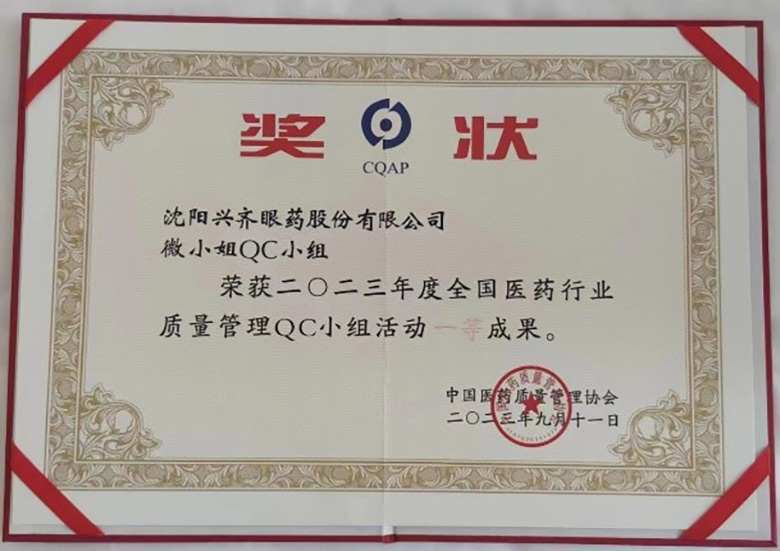 奖 状
CQAP
沈阳兴齐眼药股份有限公司
微小姐QC小组
荣获二〇二三年度全国医药行业
质量管理QC小组活动一等成果。
中国医药质量管理协会
二〇二三年九月十一日